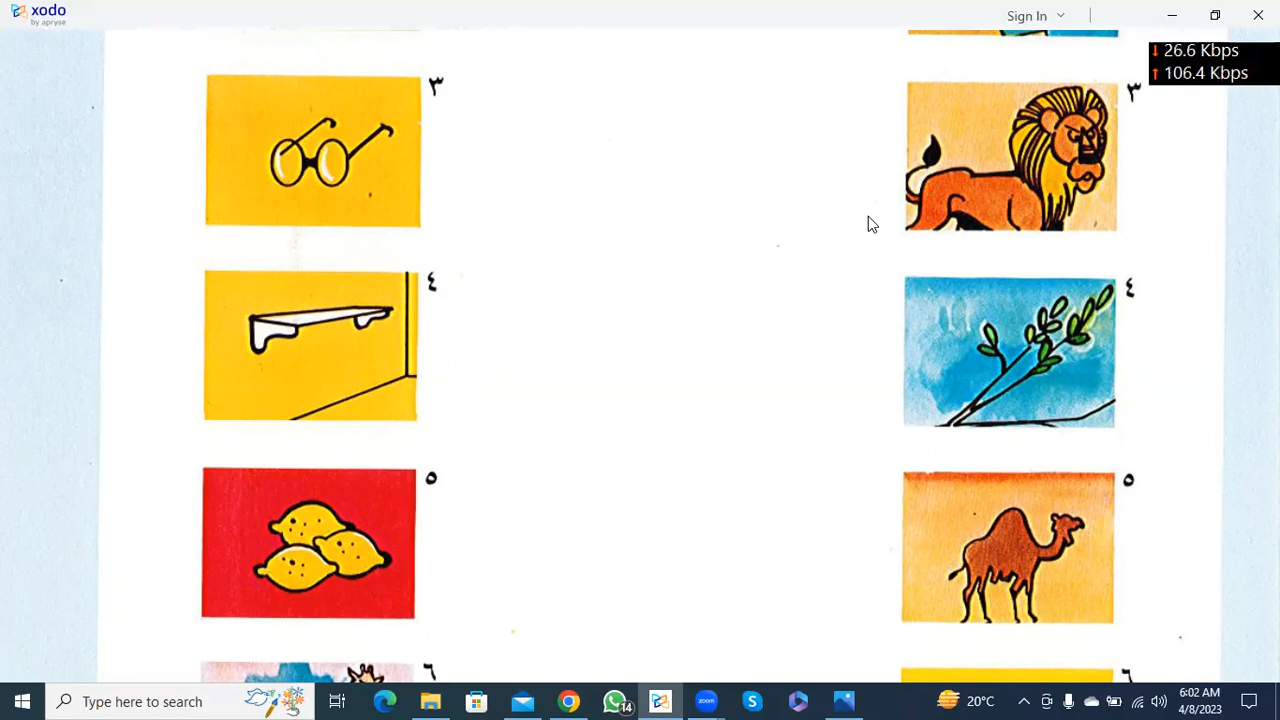 xodo
by apryse
Sign In
↓ 26.6 Kbps
↑ 106.4 Kbps
٣
٣
٤
٤
٥
٥
٦
٦
Type here to search
14
zoom
20°C
6:02 AM
4/8/2023